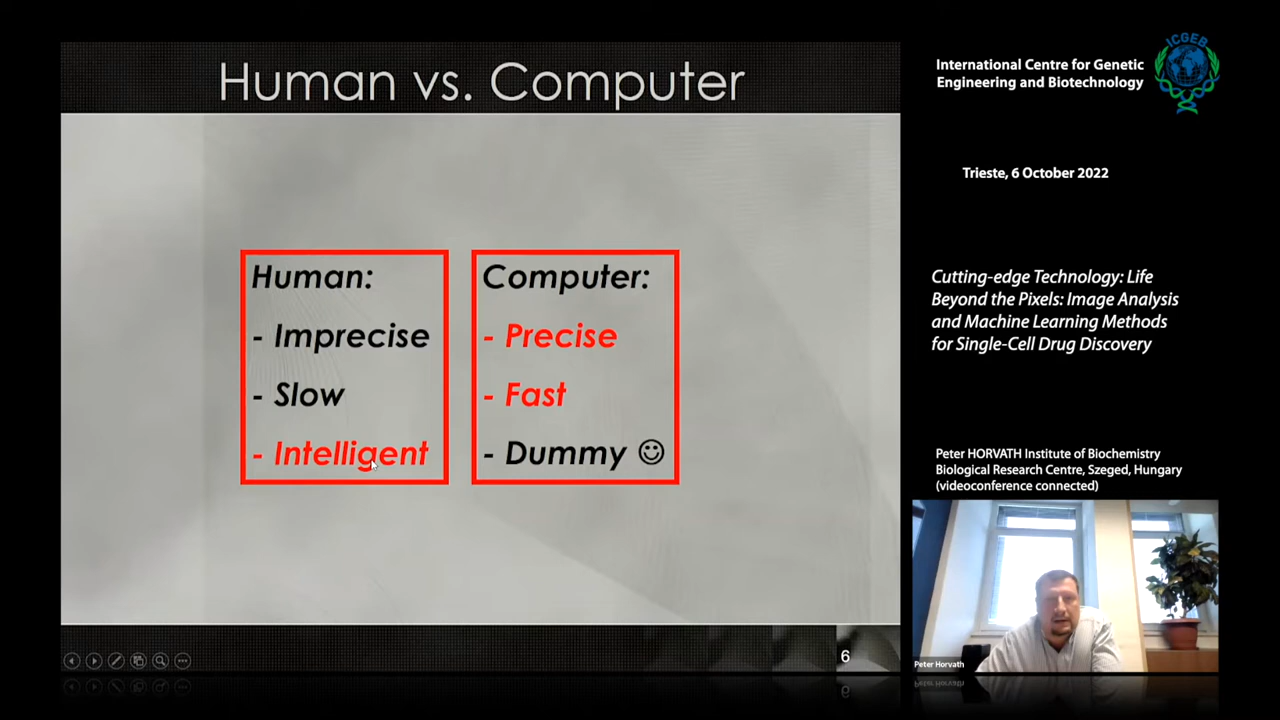 Human vs. Computer
Human:
- Imprecise
- Slow
- Intelligent
Computer:
- Precise
- Fast
- Dummy ☺
6
International Centre for Genetic
Engineering and Biotechnology
ICGEB
Trieste, 6 October 2022
Cutting-edge Technology: Life
Beyond the Pixels: Image Analysis
and Machine Learning Methods
for Single-Cell Drug Discovery
Peter HORVATH Institute of Biochemistry
Biological Research Centre, Szeged, Hungary
(videoconference connected)
Peter Horvath